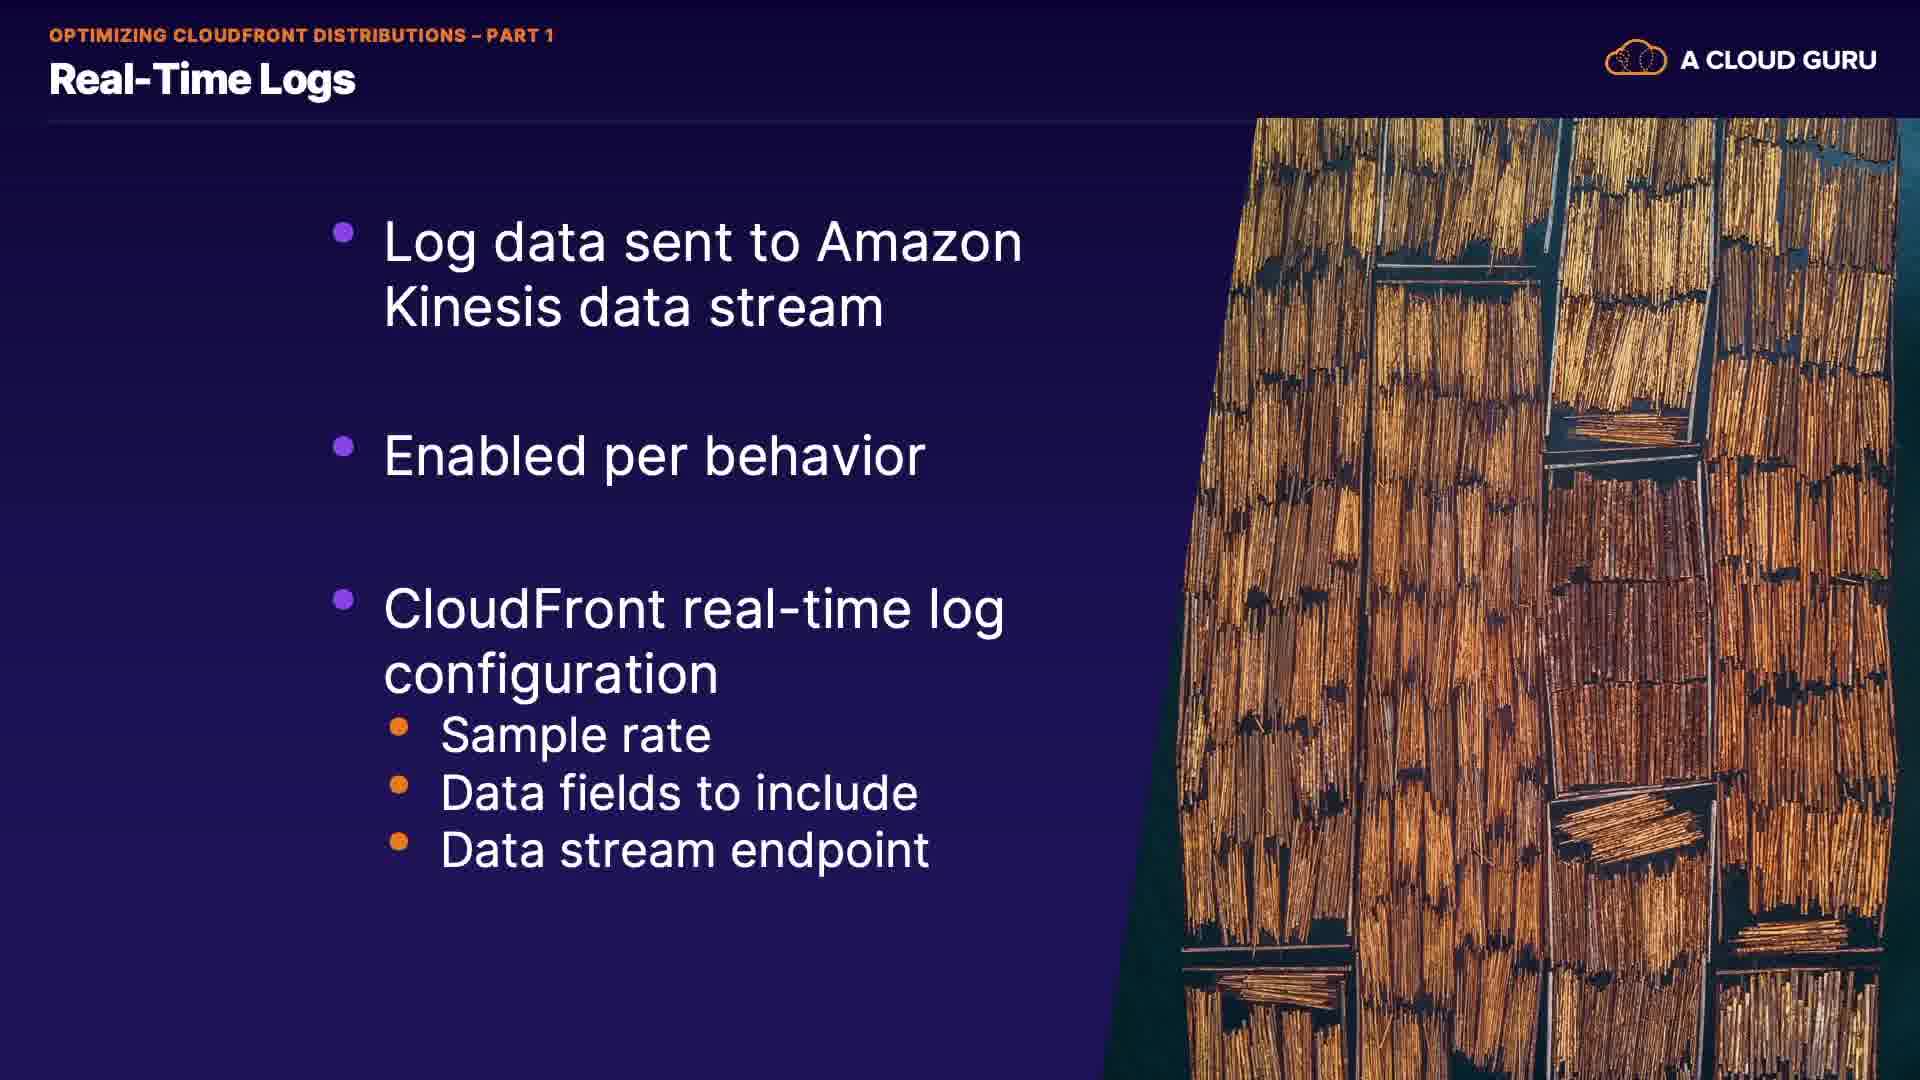 OPTIMIZING CLOUDFRONT DISTRIBUTIONS – PART 1
Real-Time Logs
A CLOUD GURU
Log data sent to Amazon
Kinesis data stream
Enabled per behavior
CloudFront real-time log
configuration
Sample rate
Data fields to include
Data stream endpoint